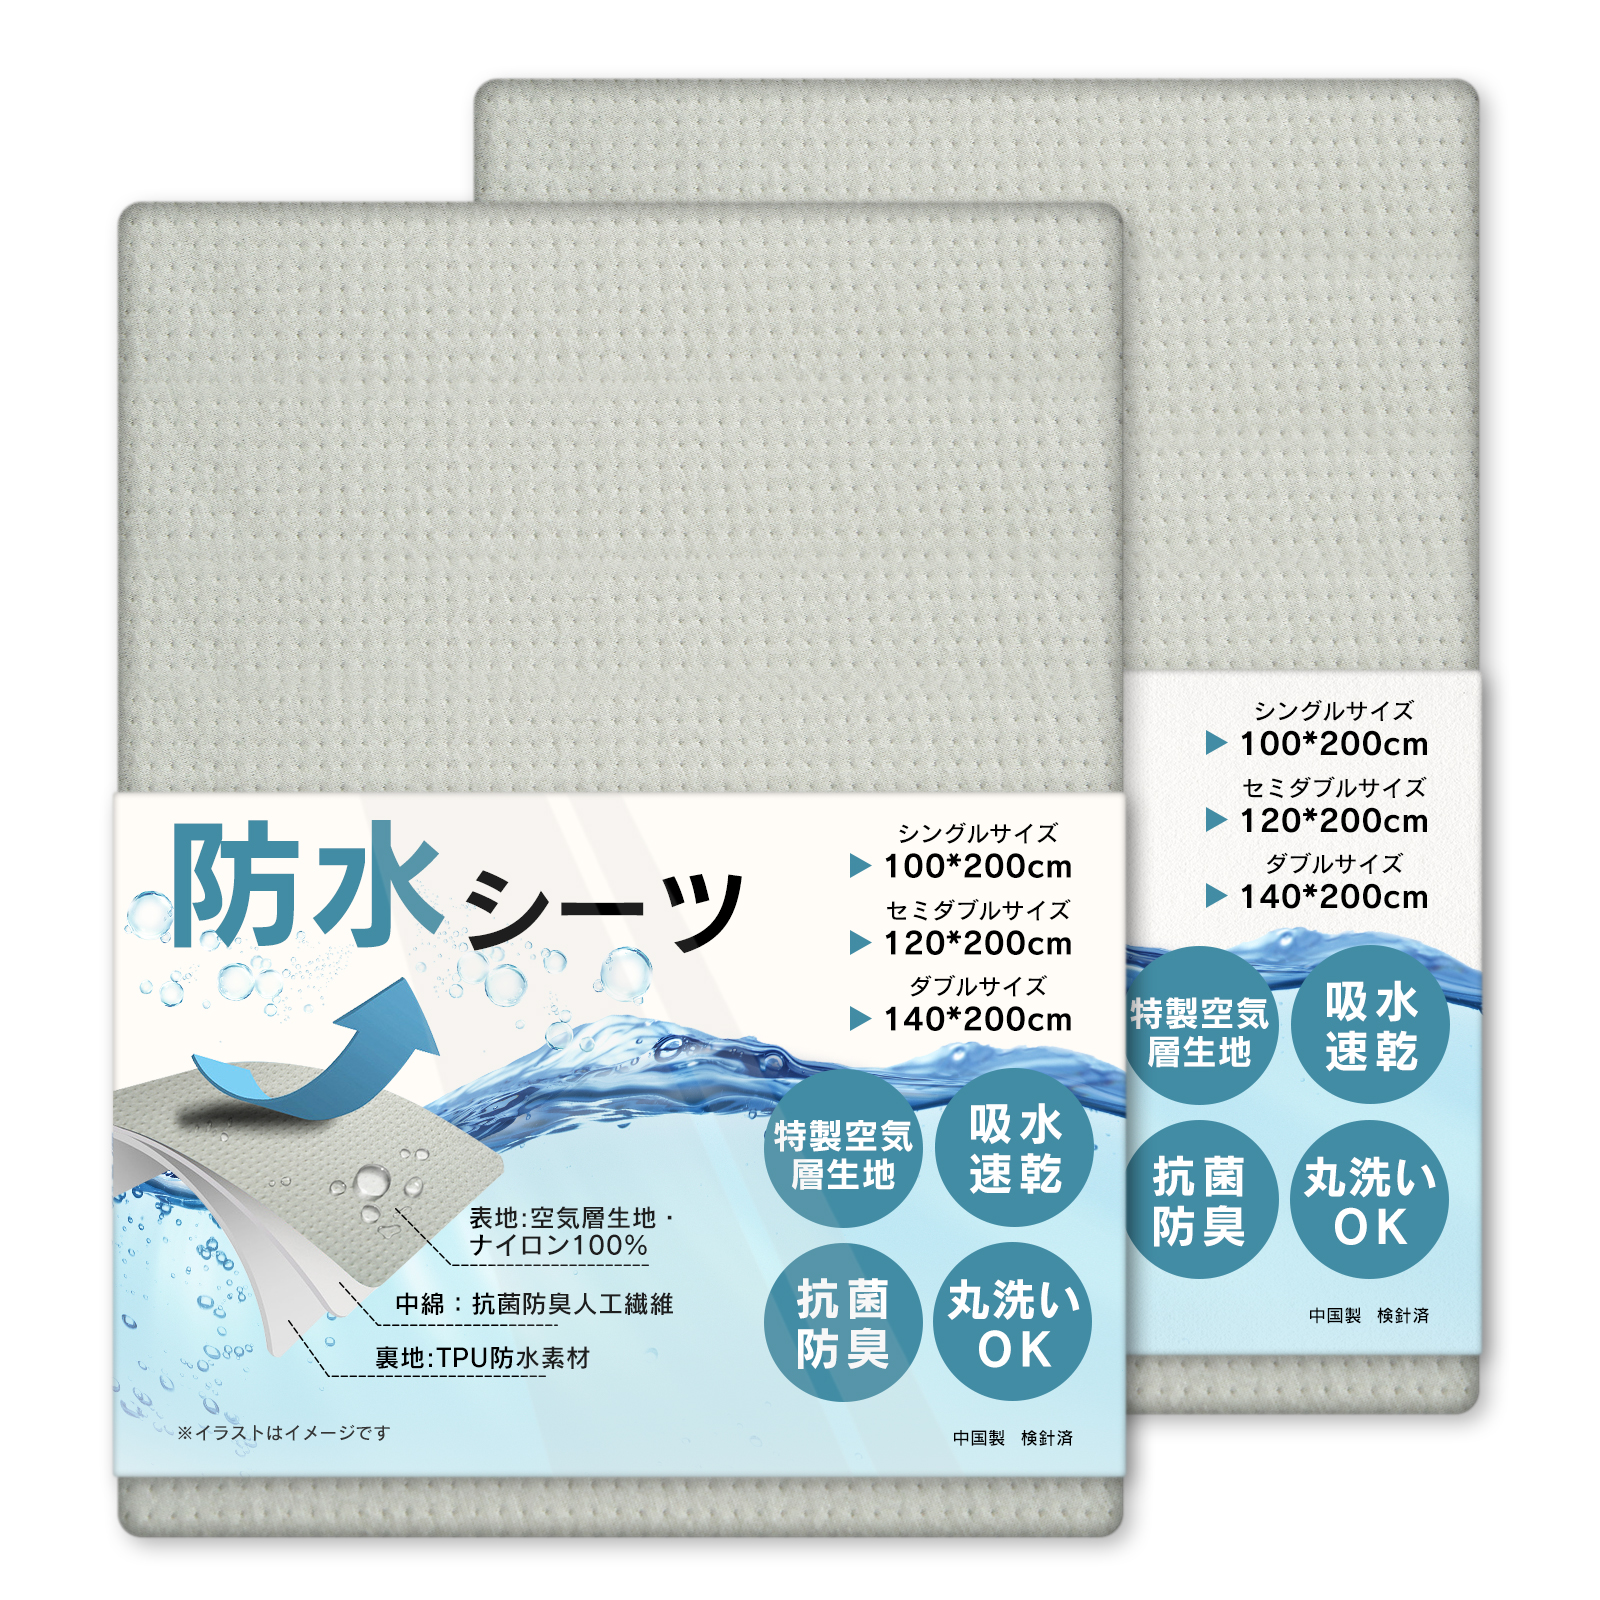 防水シーツ
シングルサイズ
▶ 100*200cm
セミダブルサイズ
▶ 120*200cm
ダブルサイズ
▶ 140*200cm
特製空気
層生地
吸水
速乾
抗菌
防臭
丸洗い
OK
表地:空気層生地・
ナイロン100%
中綿：抗菌防臭人工繊維
裏地:TPU防水素材
※イラストはイメージです
中国製 検針済
シングルサイズ
▶ 100*200cm
セミダブルサイズ
▶ 120*200cm
ダブルサイズ
▶ 140*200cm
特製空気
層生地
吸水
速乾
抗菌
防臭
丸洗い
OK
中国製 検針済